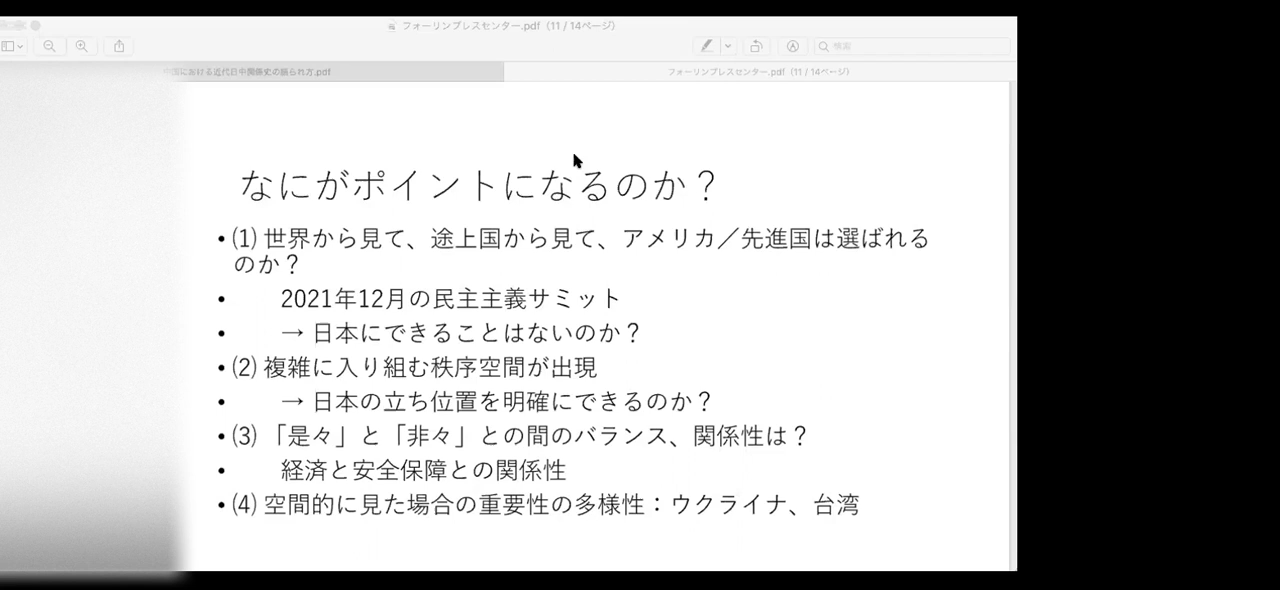 フォーリンプレスセンター.pdf（11 / 14ページ）
検索
中国における近代日中関係史の語られ方.pdf
フォーリンプレスセンター.pdf（11 / 14ページ）
なにがポイントになるのか？
• ⑴ 世界から見て、途上国から見て、アメリカ／先進国は選ばれる
のか？
• 2021年12月の民主主義サミット
• → 日本にできることはないのか？
• ⑵ 複雑に入り組む秩序空間が出現
• → 日本の立ち位置を明確にできるのか？
• ⑶ 「是々」と「非々」との間のバランス、関係性は？
• 経済と安全保障との関係性
• ⑷ 空間的に見た場合の重要性の多様性：ウクライナ、台湾